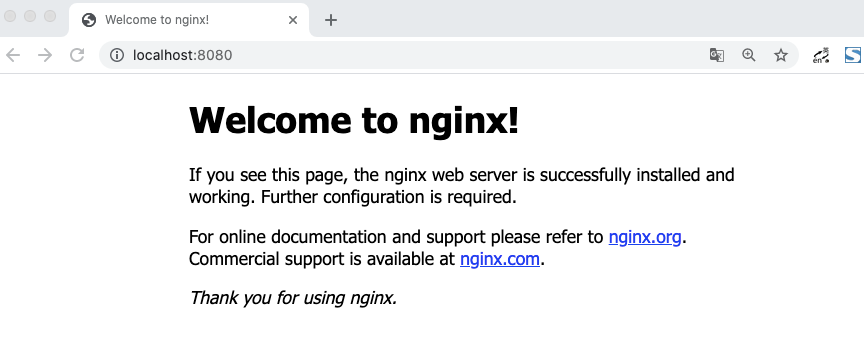 Welcome to nginx!
localhost:8080
Welcome to nginx!
If you see this page, the nginx web server is successfully installed and
working. Further configuration is required.
For online documentation and support please refer to nginx.org.
Commercial support is available at nginx.com.
Thank you for using nginx.